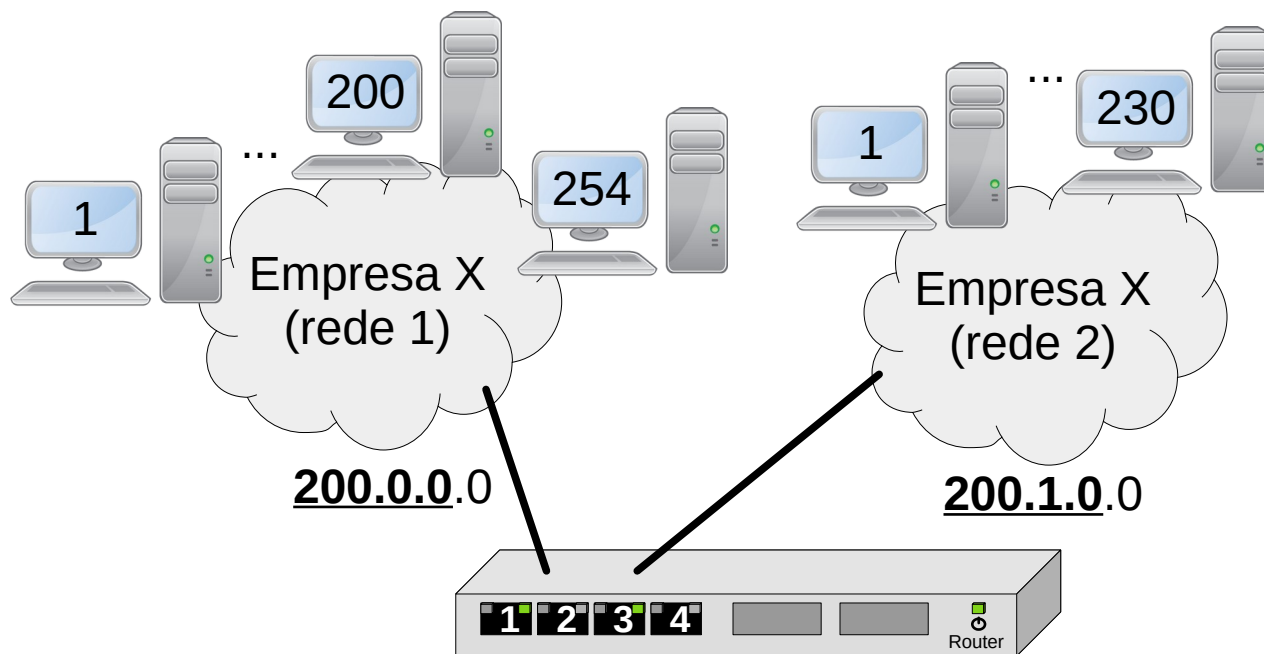 1
...
200
254
Empresa X
(rede 1)
200.0.0.0
1
...
230
Empresa X
(rede 2)
200.1.0.0
1 2 3 4
Router